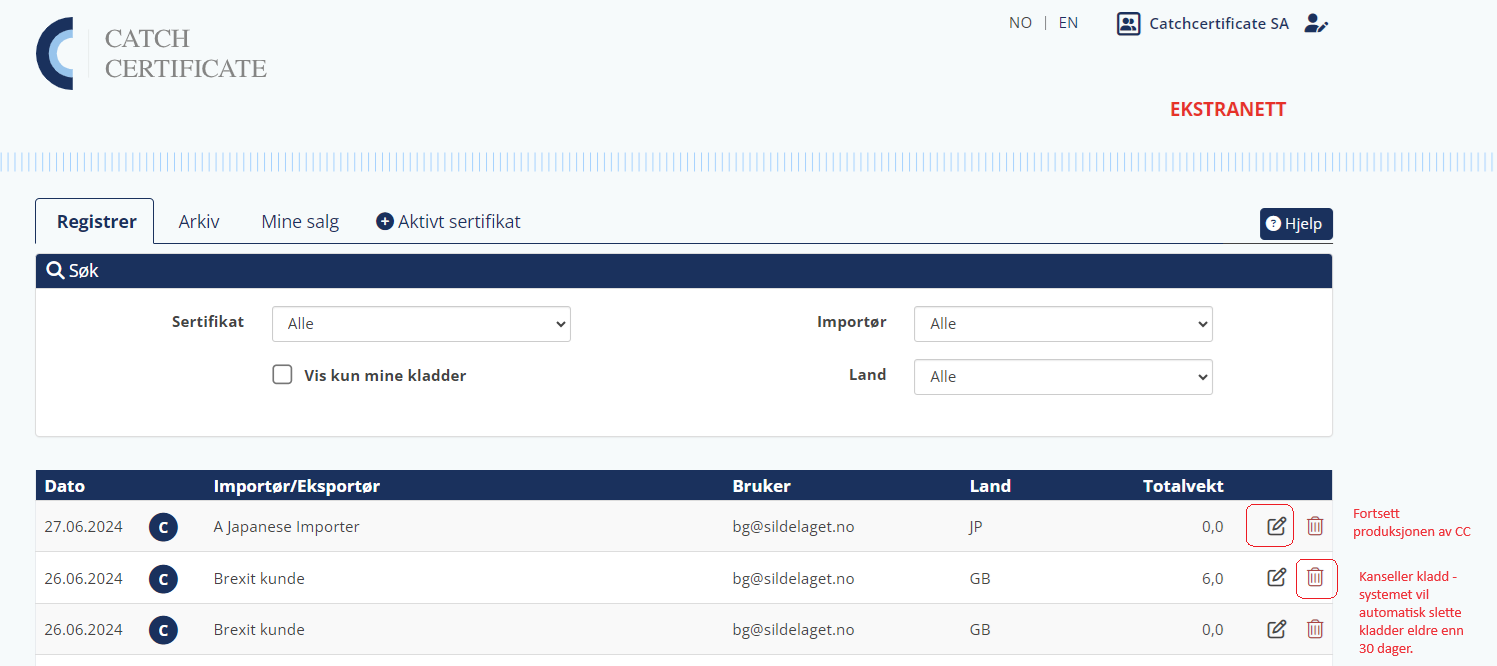 CATCH
CERTIFICATE
NO | EN
Catchcertificate SA
EKSTRANETT
Registrer
Arkiv
Mine salg
Aktivt sertifikat
Hjelp
Søk
Sertifikat
Alle
Importør
Alle
Vis kun mine kladder
Land
Alle
Dato Importør/Eksportør Bruker Land Totalvekt
27.06.2024 C A Japanese Importer bg@sildelaget.no JP 0,0
Fortsett
produksjonen av CC
26.06.2024 C Brexit kunde bg@sildelaget.no GB 6,0
Kanseller kladd -
systemet vil
automatisk slette
kladder eldre enn
30 dager.
26.06.2024 C Brexit kunde bg@sildelaget.no GB 0,0